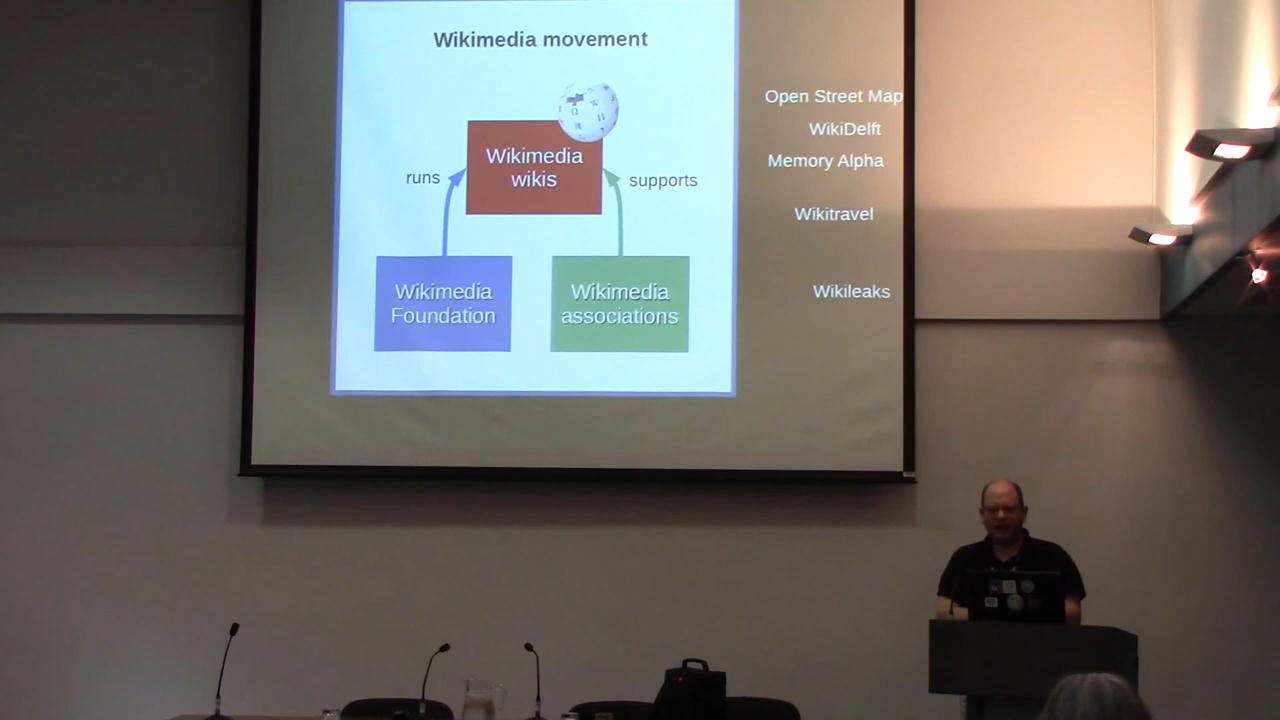 Wikimedia movement
Wikimedia
wikis
runs
supports
Wikimedia
Foundation
Wikimedia
associations
Open Street Map
WikiDelft
Memory Alpha
Wikitravel
Wikileaks